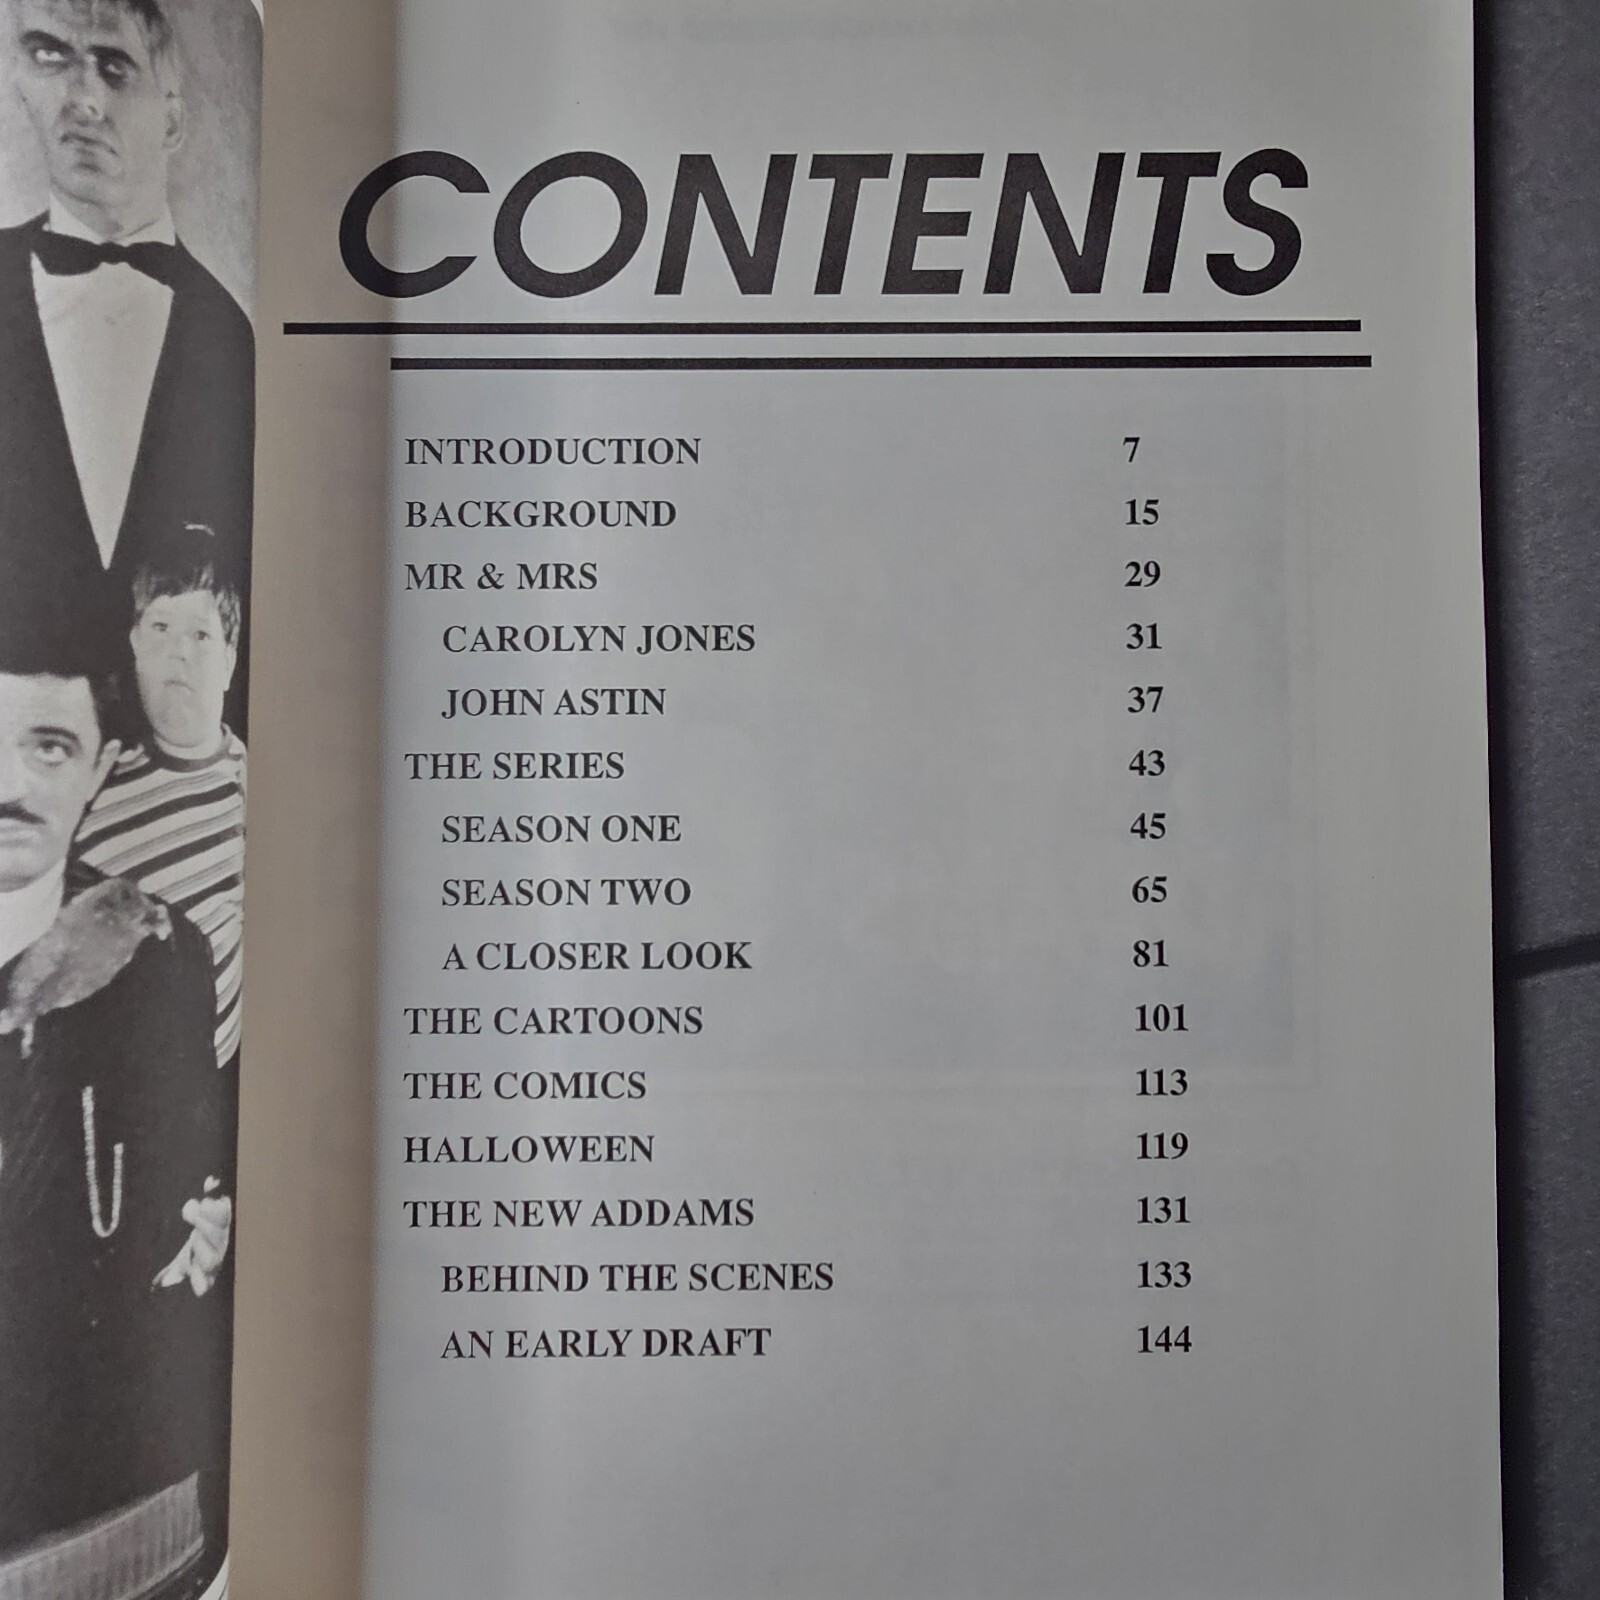 CONTENTS
INTRODUCTION 7
BACKGROUND 15
MR & MRS 29
CAROLYN JONES 31
JOHN ASTIN 37
THE SERIES 43
SEASON ONE 45
SEASON TWO 65
A CLOSER LOOK 81
THE CARTOONS 101
THE COMICS 113
HALLOWEEN 119
THE NEW ADDAMS 131
BEHIND THE SCENES 133
AN EARLY DRAFT 144